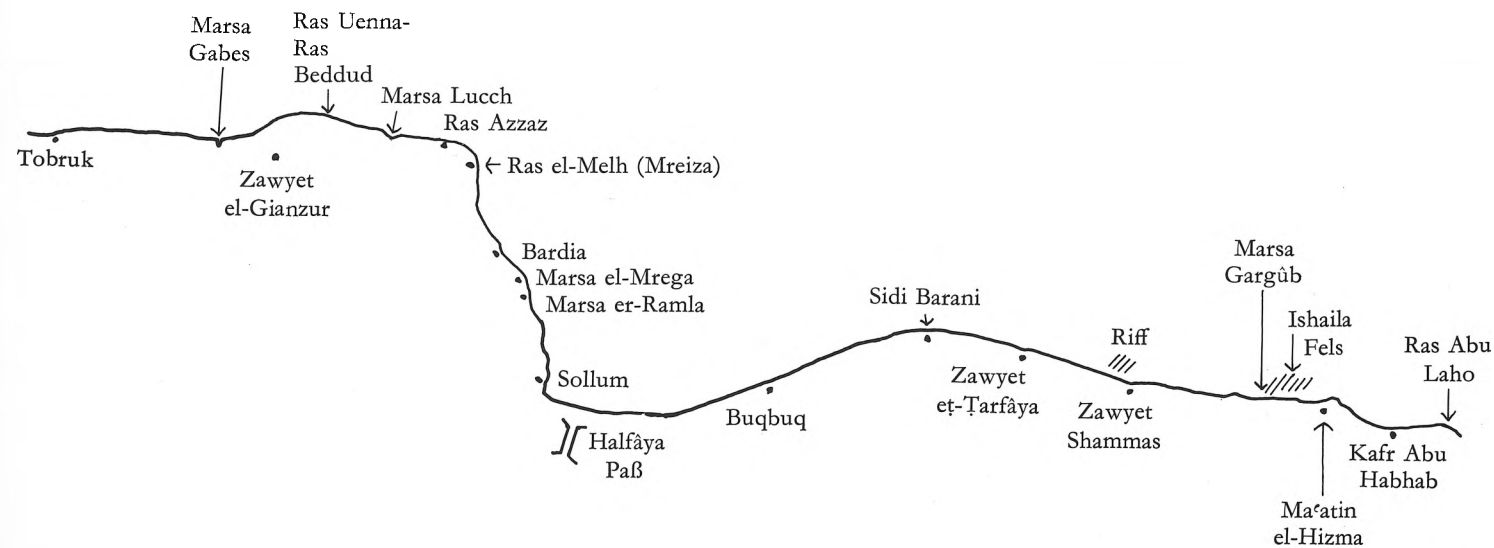 Marsa
Gabes
Ras Uenna-
Ras
Beddud
Marsa Lucch
Ras Azzaz
Tobruk
Zawyet
el-Gianzur
← Ras el-Melh (Mreiza)
Bardia
Marsa el-Mrega
Marsa er-Ramla
Sollum
Halfâya
Paß
Buqbuq
Sidi Barani
Zawyet
eṭ-Ṭarfâya
Riff
Zawyet
Shammas
Marsa
Gargûb
Ishaila
Fels
Ras Abu
Laho
Kafr Abu
Habhab
Maʿatin
el-Hizma